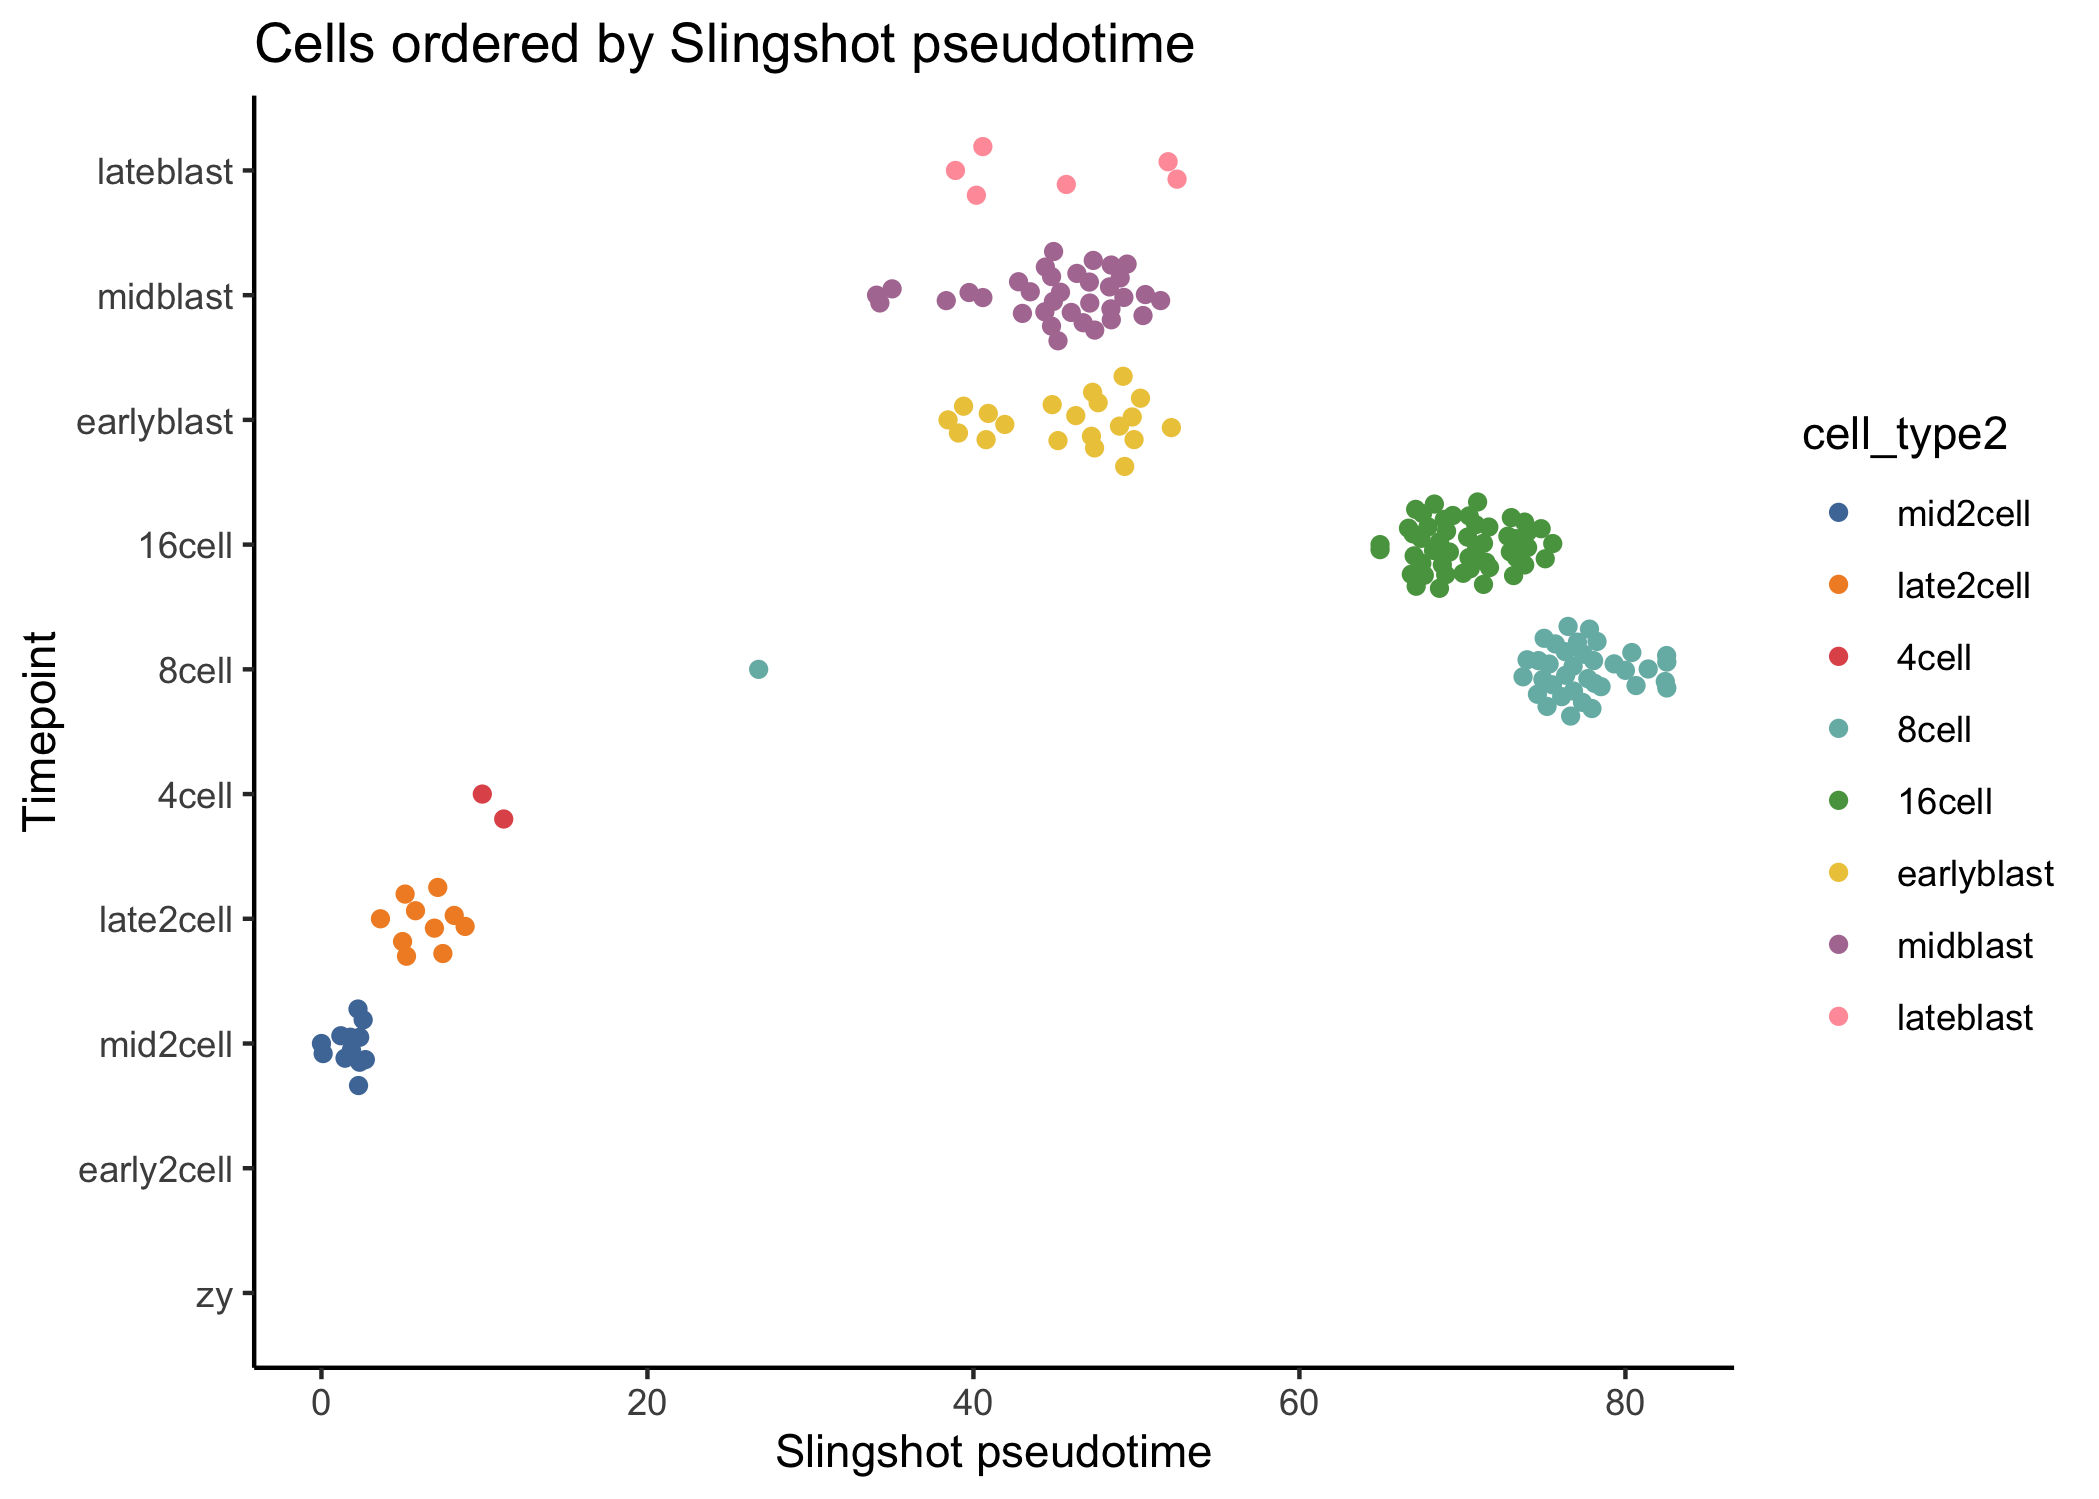 Cells ordered by Slingshot pseudotime
lateblast
midblast
earlyblast
16cell
8cell
4cell
late2cell
mid2cell
early2cell
zy
Timepoint
0 20 40 60 80
Slingshot pseudotime
cell_type2
mid2cell
late2cell
4cell
8cell
16cell
earlyblast
midblast
lateblast